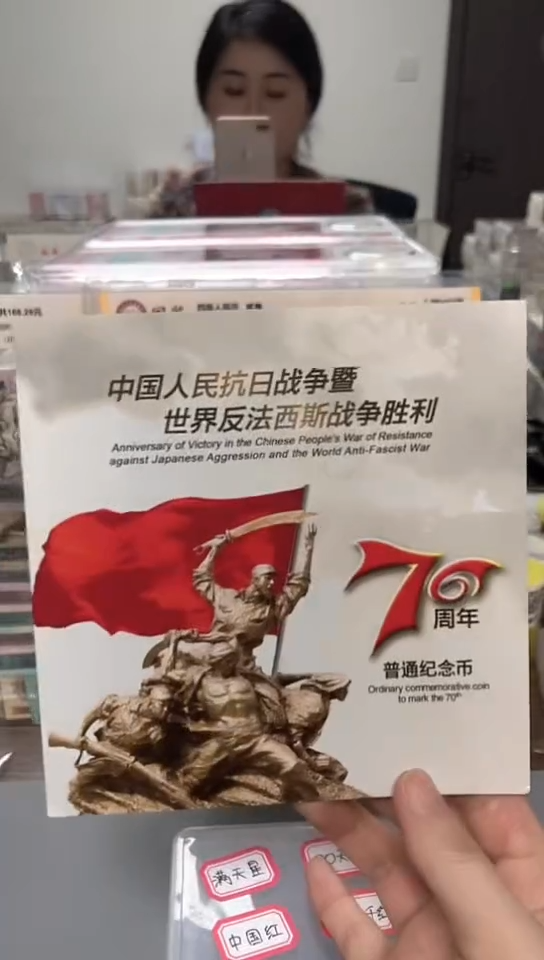 中国人民抗日战争暨
世界反法西斯战争胜利
Anniversary of Victory in the Chinese People's War of Resistance
against Japanese Aggression and the World Anti-Fascist War
70
周年
普通纪念币
Ordinary commemorative coin
to mark the 70th
满天星
中国红